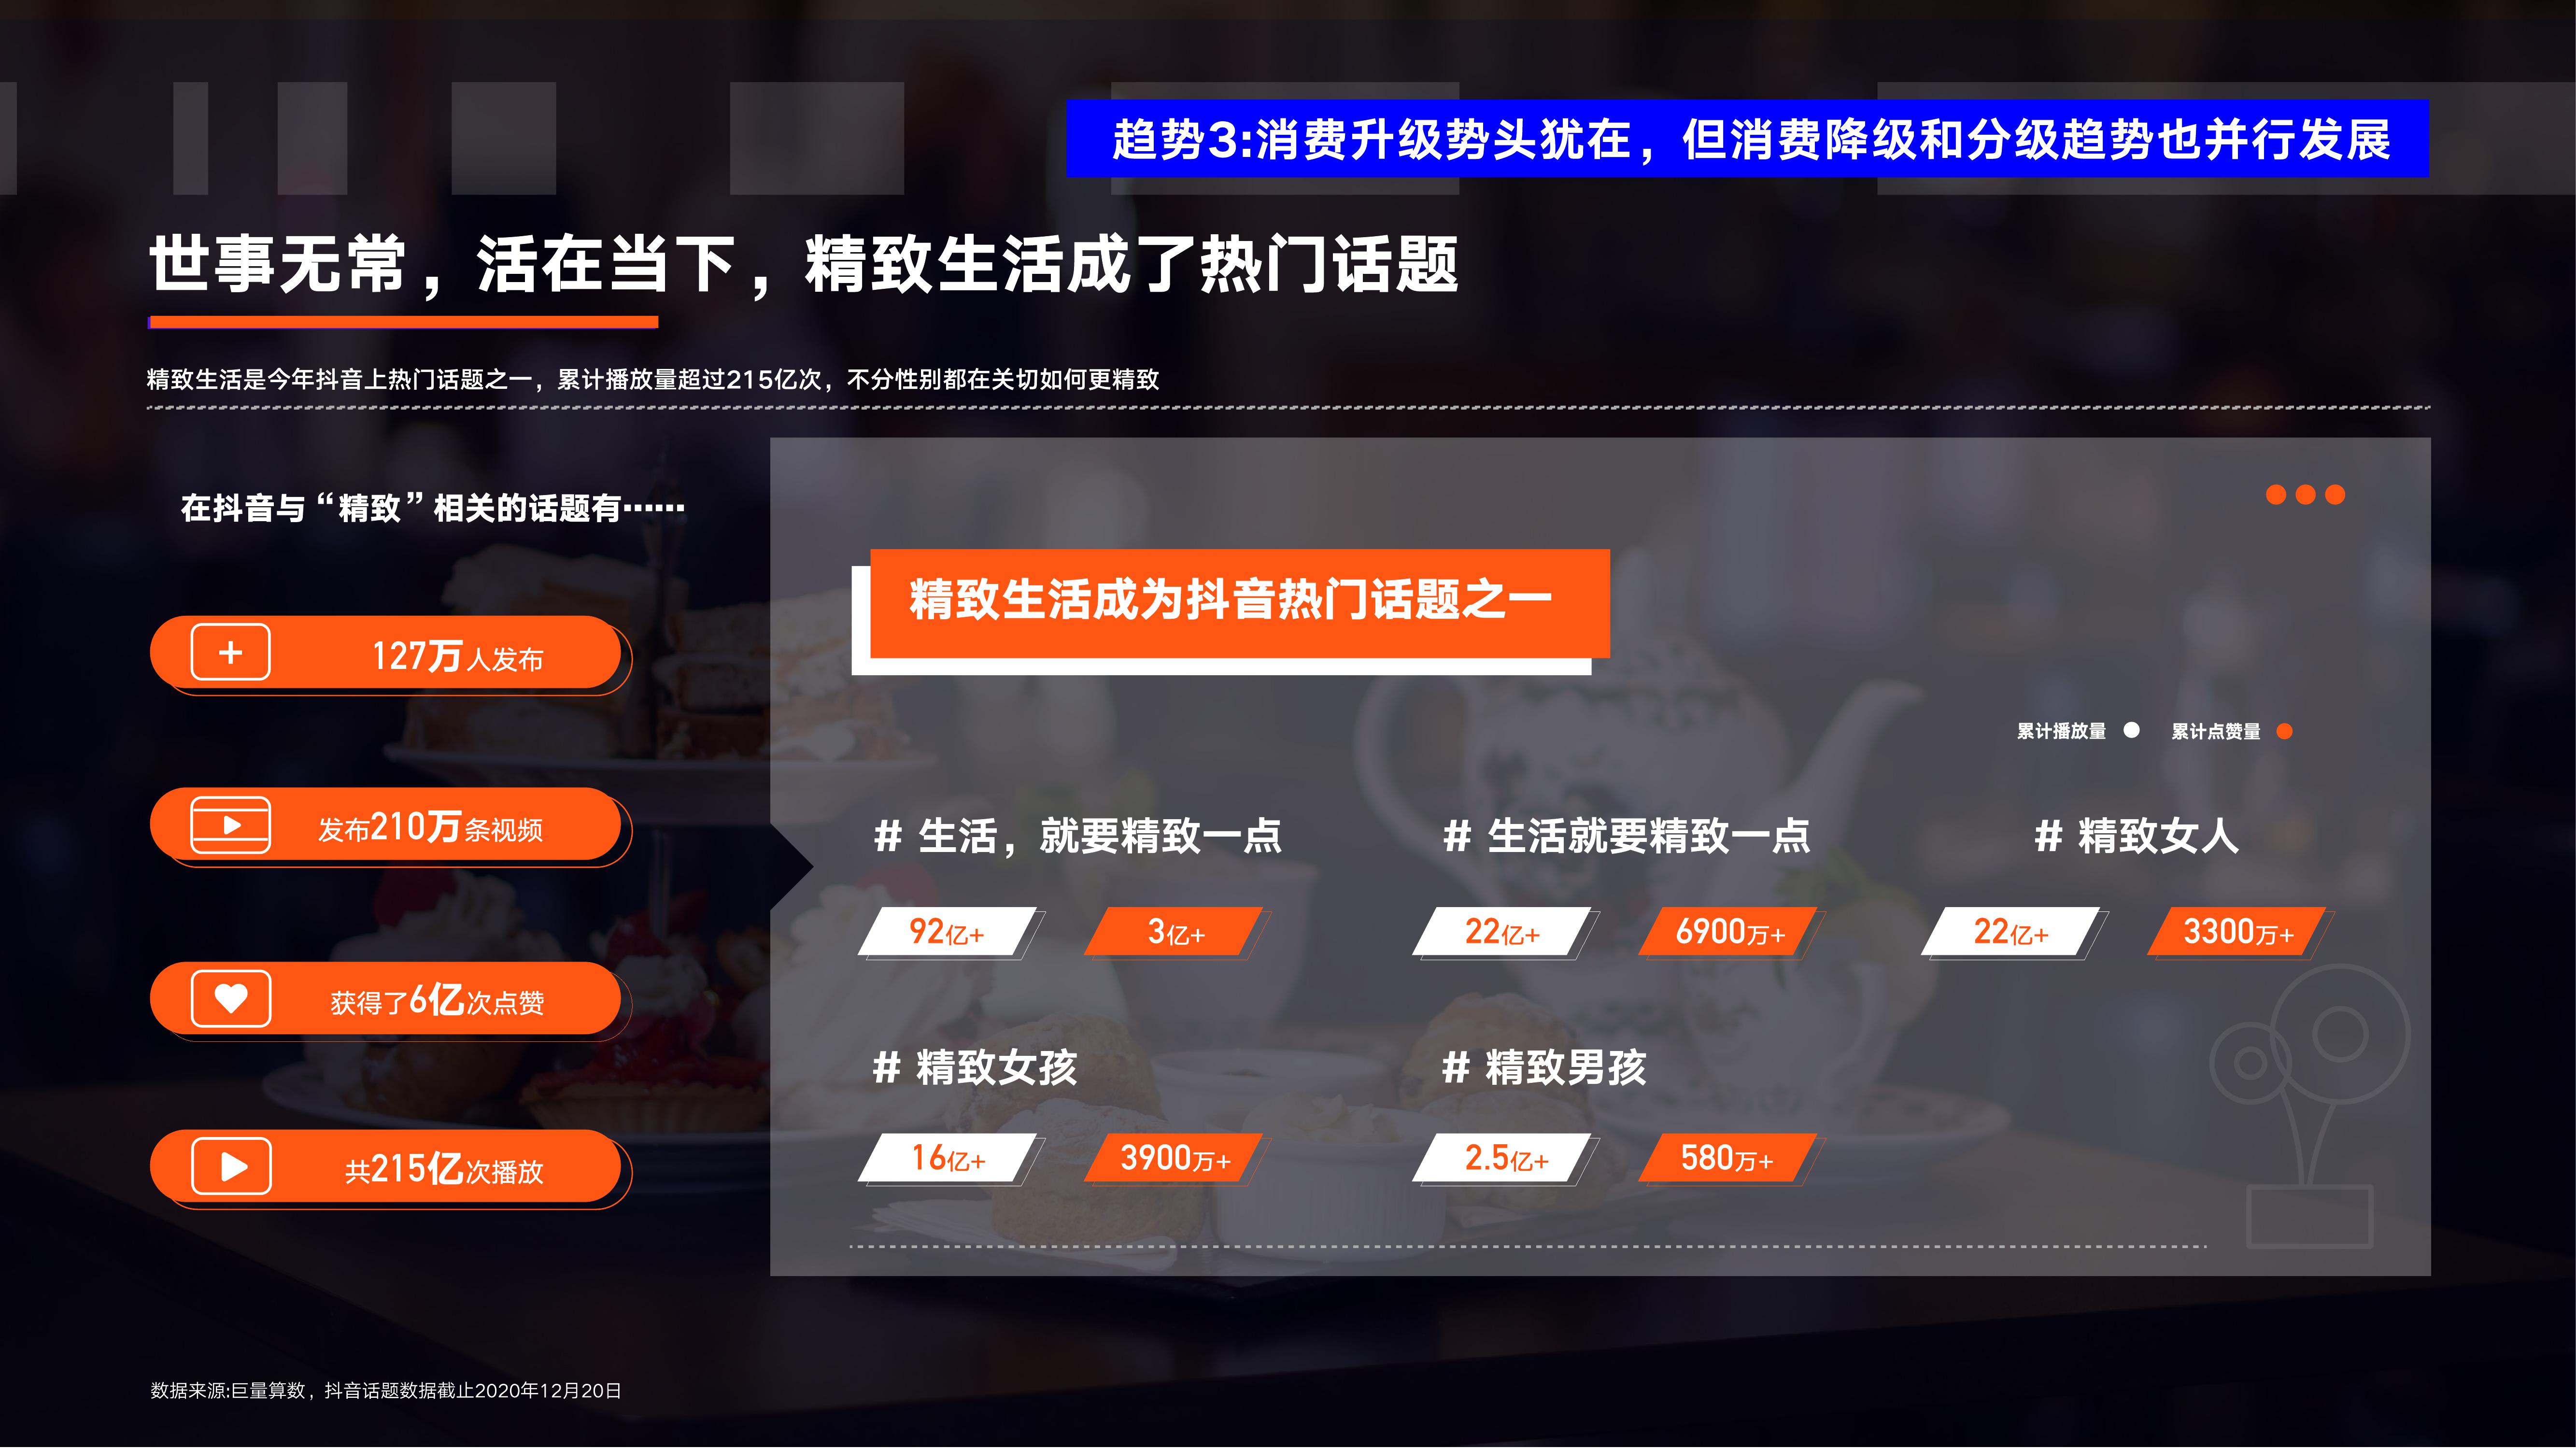 趋势3:消费升级势头犹在，但消费降级和分级趋势也并行发展
世事无常，活在当下，精致生活成了热门话题
精致生活是今年抖音上热门话题之一，累计播放量超过215亿次，不分性别都在关切如何更精致
在抖音与“精致”相关的话题有……
127万人发布
发布210万条视频
获得了6亿次点赞
共215亿次播放
精致生活成为抖音热门话题之一
累计播放量 累计点赞量
# 生活，就要精致一点
92亿+ 3亿+
# 生活就要精致一点
22亿+ 6900万+
# 精致女人
22亿+ 3300万+
# 精致女孩
16亿+ 3900万+
# 精致男孩
2.5亿+ 580万+
数据来源:巨量算数，抖音话题数据截止2020年12月20日